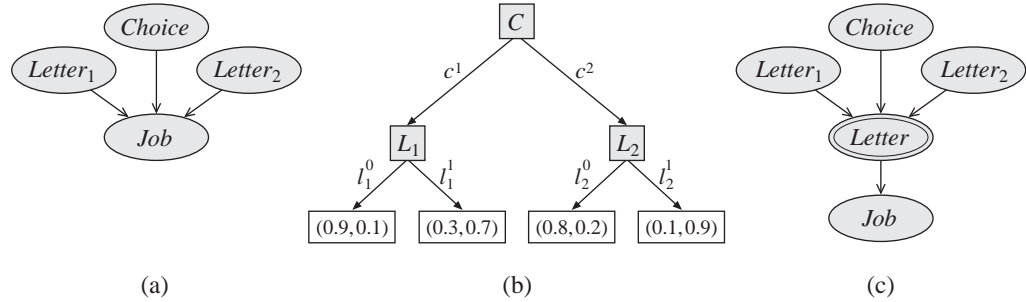 Choice
Letter₁ Letter₂
Job
(a)
C
c¹ c²
L₁ L₂
l₁⁰ l₁¹ l₂⁰ l₂¹
(0.9, 0.1) (0.3, 0.7) (0.8, 0.2) (0.1, 0.9)
(b)
Choice
Letter₁ Letter₂
Letter
Job
(c)